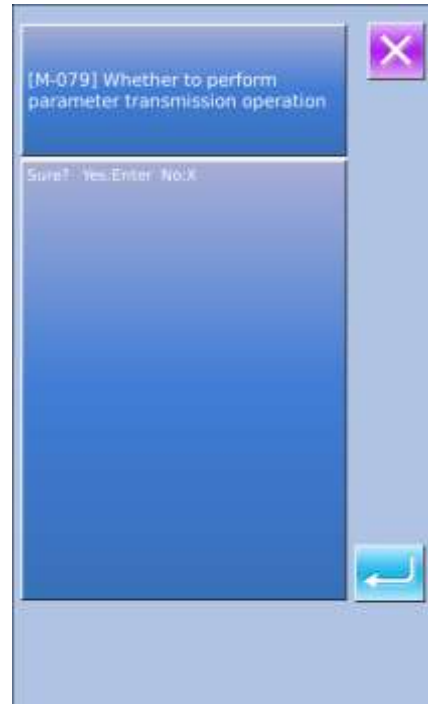 [M-079] Whether to perform
parameter transmission operation
Sure? Yes:Enter No:X